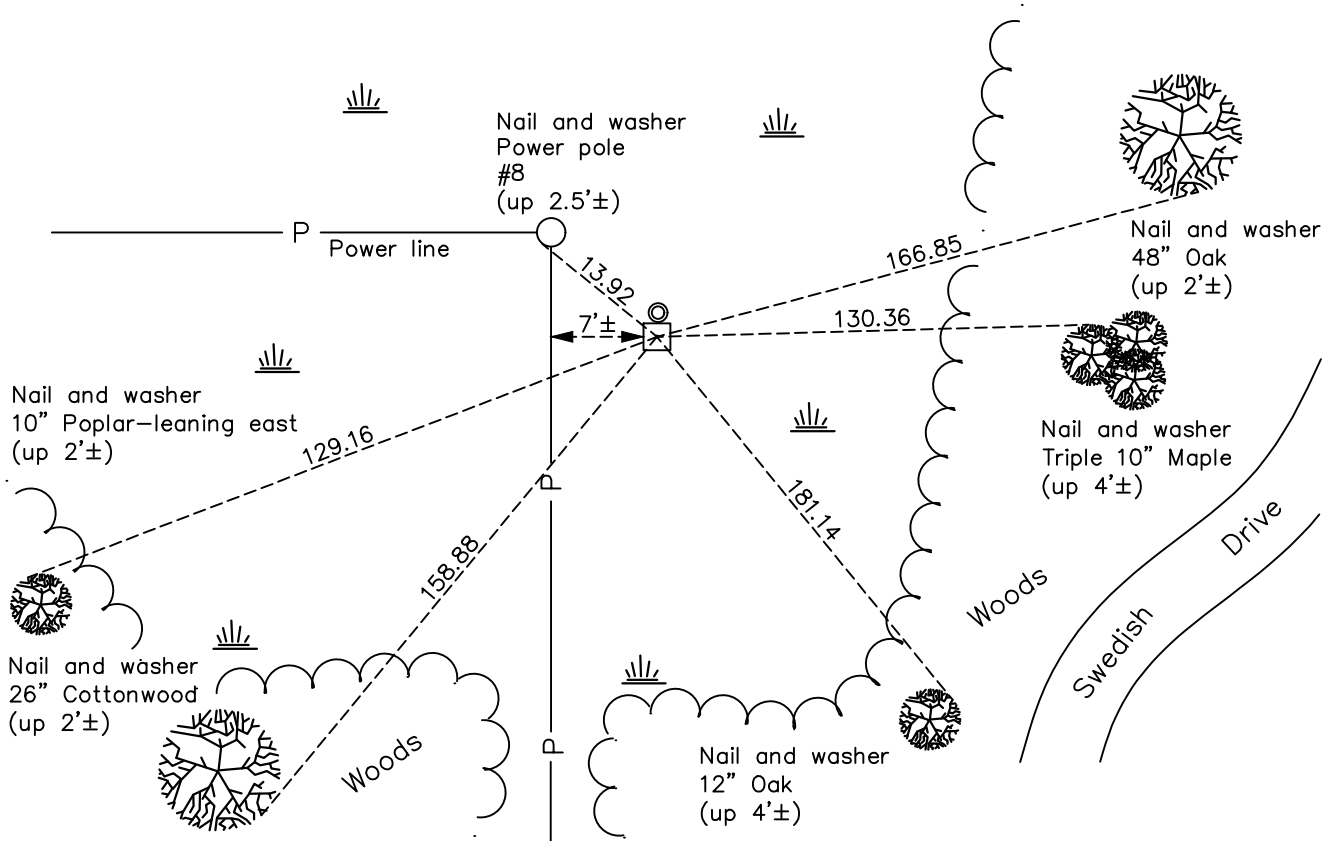 Nail and washer
Power pole
#8
(up 2.5'±)
P
Power line
13.92
7'±
166.85
Nail and washer
48" Oak
(up 2'±)
130.36
Nail and washer
10" Poplar-leaning east
(up 2'±)
129.16
Nail and washer
Triple 10" Maple
(up 4'±)
P
181.14
158.88
Swedish Drive
Woods
Nail and washer
26" Cottonwood
(up 2'±)
Woods
P
Nail and washer
12" Oak
(up 4'±)